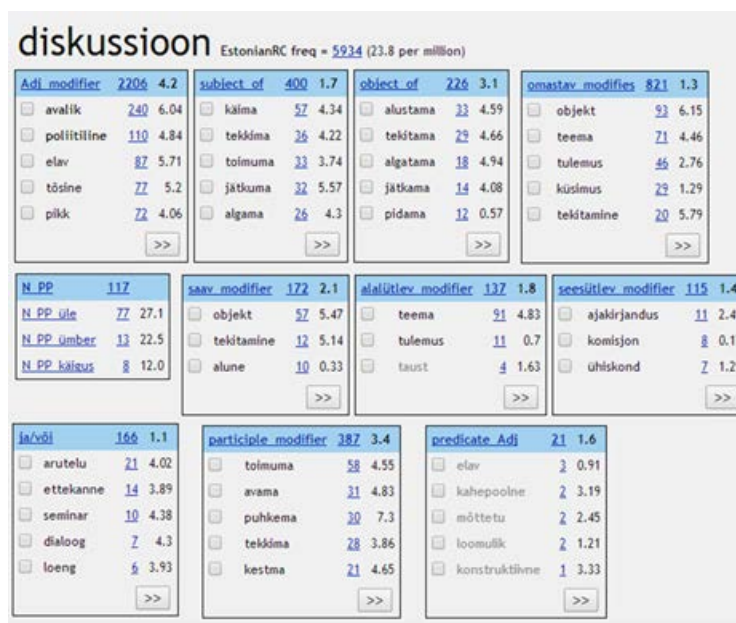 diskussioon EstonianRC freq = 5934 (23.8 per million)
Adj_modifier 2206 4.2
avalik 240 6.04
poliitiline 110 4.84
elav 87 5.71
tõsine 77 5.2
pikk 72 4.06
>>
subject_of 400 1.7
käima 57 4.34
tekkima 36 4.22
toimuma 33 3.74
jätkuma 32 5.57
algama 26 4.3
>>
object_of 226 3.1
alustama 33 4.59
tekitama 29 4.66
algatama 18 4.94
jätkama 14 4.08
pidama 12 0.57
>>
omastav_modifies 821 1.3
objekt 93 6.15
teema 71 4.46
tulemus 46 2.76
küsimus 29 1.29
tekitamine 20 5.79
>>
N_PP 117
N_PP_üle 77 27.1
N_PP_ümber 13 22.5
N_PP_käigus 8 12.0
saav_modifier 172 2.1
objekt 57 5.47
tekitamine 12 5.14
alune 10 0.33
>>
alalütlev_modifier 137 1.8
teema 91 4.83
tulemus 11 0.7
taust 4 1.63
>>
seesütlev_modifier 115 1.4
ajakirjandus 11 2.4
komisjon 8 0.1
ühiskond 7 1.2
>>
ja/või 166 1.1
arutelu 21 4.02
ettekanne 14 3.89
seminar 10 4.38
dialoog 7 4.3
loeng 6 3.93
>>
participle_modifier 387 3.4
toimuma 58 4.55
avama 31 4.83
puhkema 30 7.3
tekkima 28 3.86
kestma 21 4.65
>>
predicate_Adj 21 1.6
elav 3 0.91
kahepoolne 2 3.19
mõttetu 2 2.45
loomulik 2 1.21
konstruktiivne 1 3.33
>>